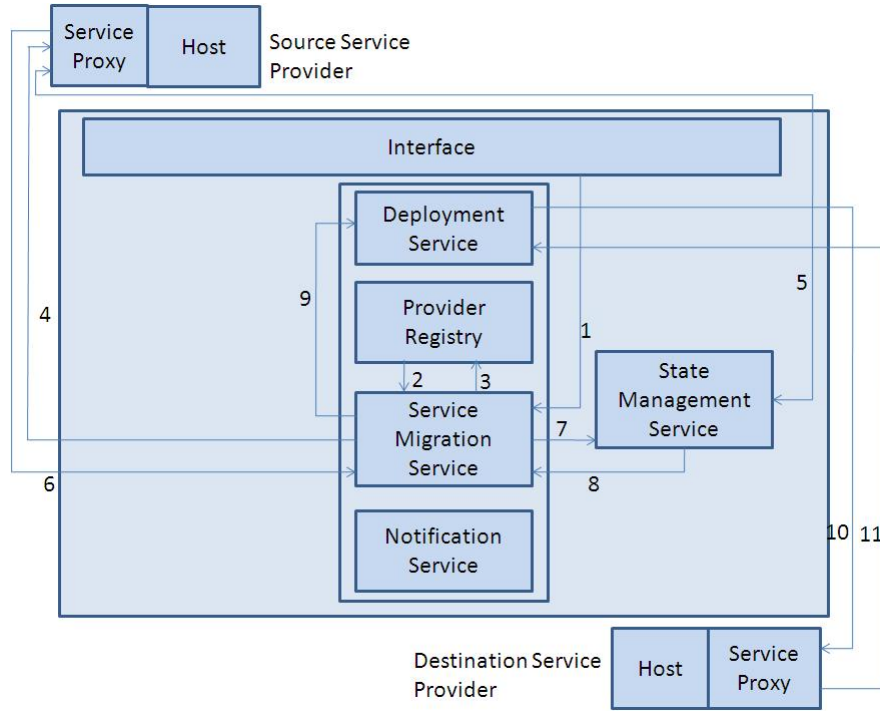 Service
Proxy
Host
Source Service
Provider
Interface
Deployment
Service
5
9
4
Provider
Registry
1
2
3
State
Management
Service
Service
Migration
Service
7
6
8
Notification
Service
10
11
Destination Service
Provider
Host
Service
Proxy